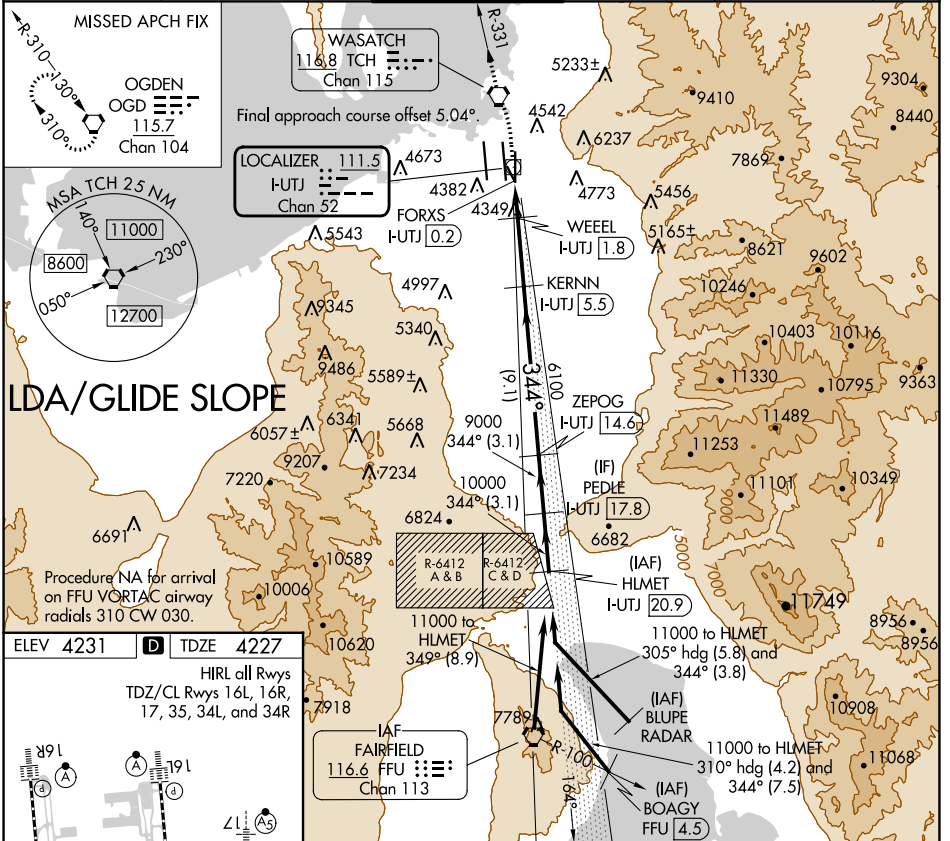 MISSED APCH FIX
R-310
130°
310°
OGDEN
OGD
115.7
Chan 104
R-331
WASATCH
116.8 TCH
Chan 115
Final approach course offset 5.04°.
LOCALIZER 111.5
I-UTJ
Chan 52
MSA TCH 25 NM
140°
11000
230°
8600
050°
12700
5233±
9410
9304
8440
4542
6237
7869
4673
4382
4773
5456
4349
5165±
8621
5543
FORXS
I-UTJ 0.2
WEEEL
I-UTJ 1.8
KERNN
I-UTJ 5.5
9602
10246
4997
9345
5340
10403
10116
9486
5589±
11330
10795
9363
LDA/GLIDE SLOPE
344°
6100
(9.1)
ZEPOG
I-UTJ 14.6
9000
344° (3.1)
6057±
6341
5668
11489
11253
9207
7234
7220
10000
344° (3.1)
(IF)
PEDLE
I-UTJ 17.8
11101
10349
9000
6824
6682
6691
5000
7000
R-6412
A & B
R-6412
C & D
(IAF)
HLMET
I-UTJ 20.9
10589
10006
11749
Procedure NA for arrival
on FFU VORTAC airway
radials 310 CW 030.
10620
8956
8956
11000 to
HLMET
349° (8.9)
11000 to HLMET
305° hdg (5.8) and
344° (3.8)
ELEV 4231
D
TDZE 4227
HIRL all Rwys
TDZ/CL Rwys 16L, 16R,
17, 35, 34L, and 34R
7918
7789
10908
11068
(IAF)
BLUPE
RADAR
IAF
FAIRFIELD
116.6 FFU
Chan 113
R-100
164°
11000 to HLMET
310° hdg (4.2) and
344° (7.5)
(IAF)
BOAGY
FFU 4.5
16R
A
P
A
16L
P
17
A5